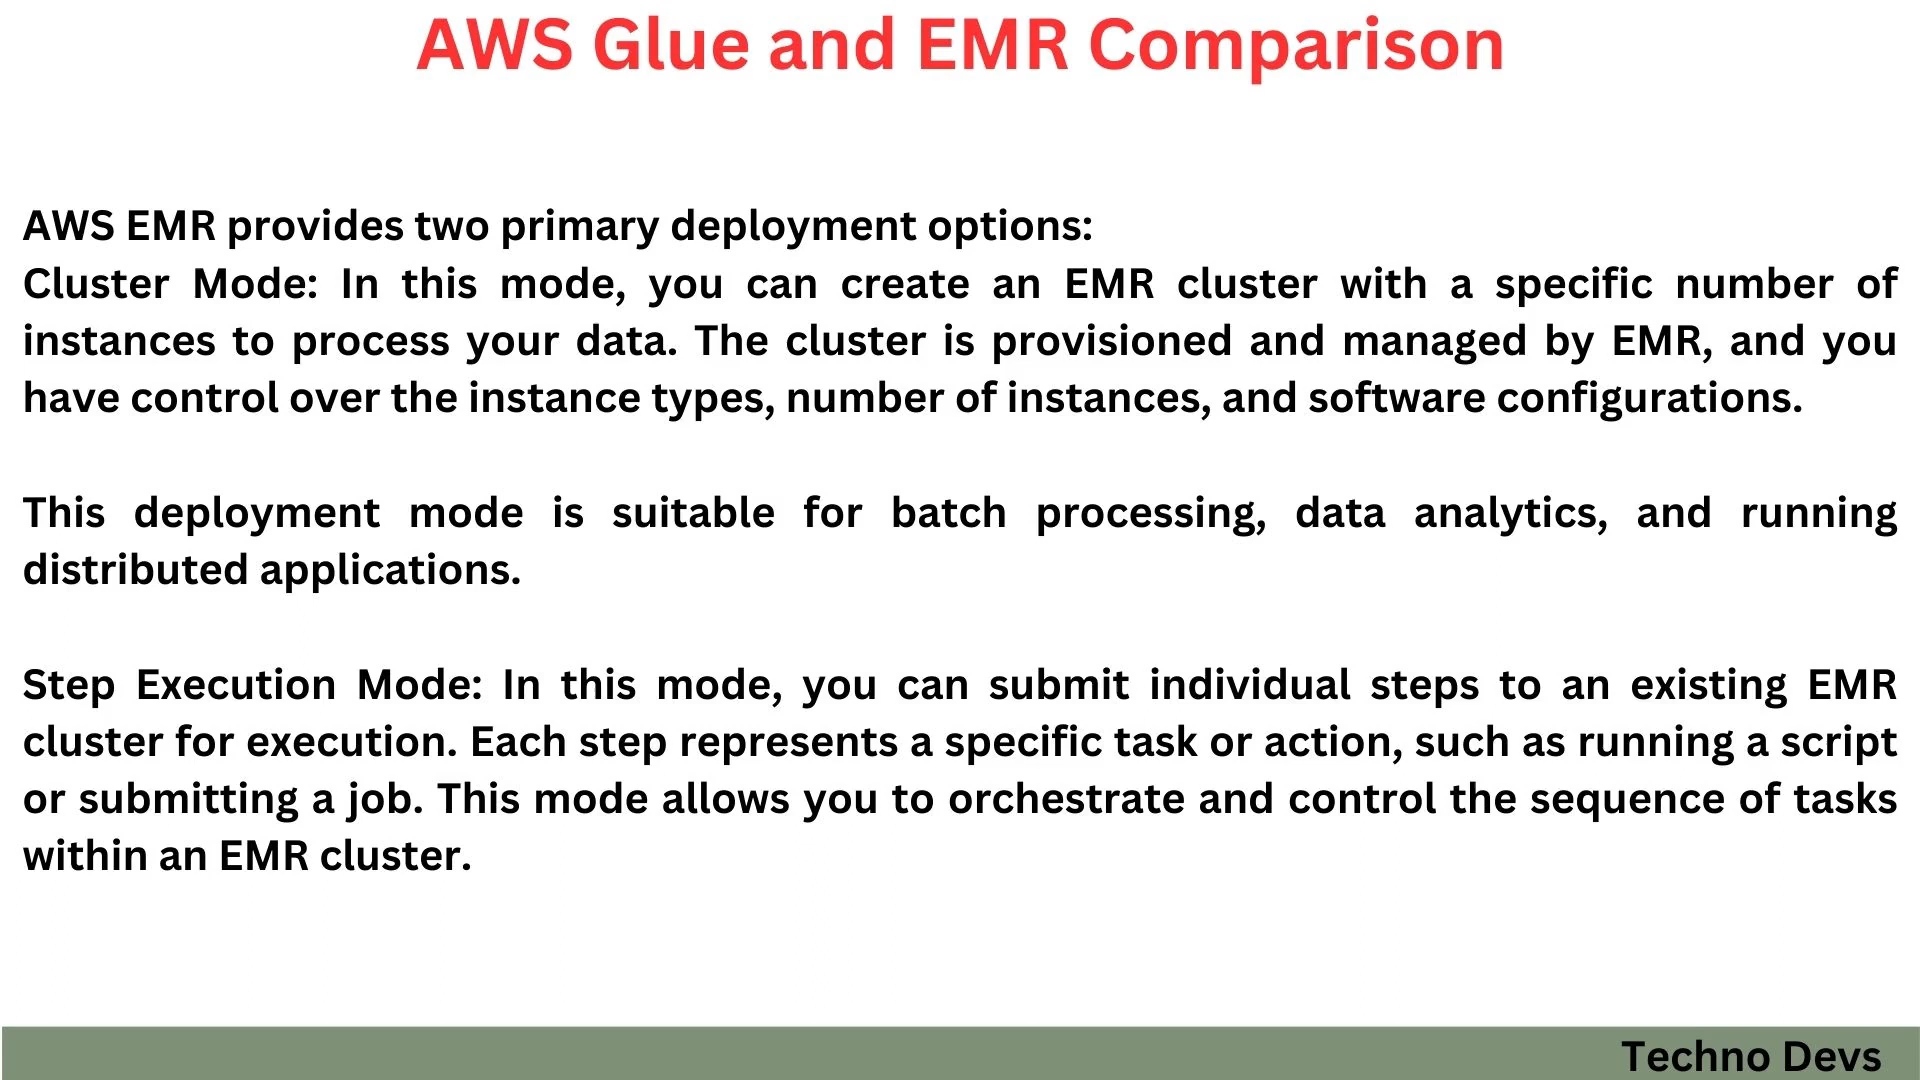 AWS Glue and EMR Comparison
AWS EMR provides two primary deployment options:
Cluster Mode: In this mode, you can create an EMR cluster with a specific number of
instances to process your data. The cluster is provisioned and managed by EMR, and you
have control over the instance types, number of instances, and software configurations.
This deployment mode is suitable for batch processing, data analytics, and running
distributed applications.
Step Execution Mode: In this mode, you can submit individual steps to an existing EMR
cluster for execution. Each step represents a specific task or action, such as running a script
or submitting a job. This mode allows you to orchestrate and control the sequence of tasks
within an EMR cluster.
Techno Devs